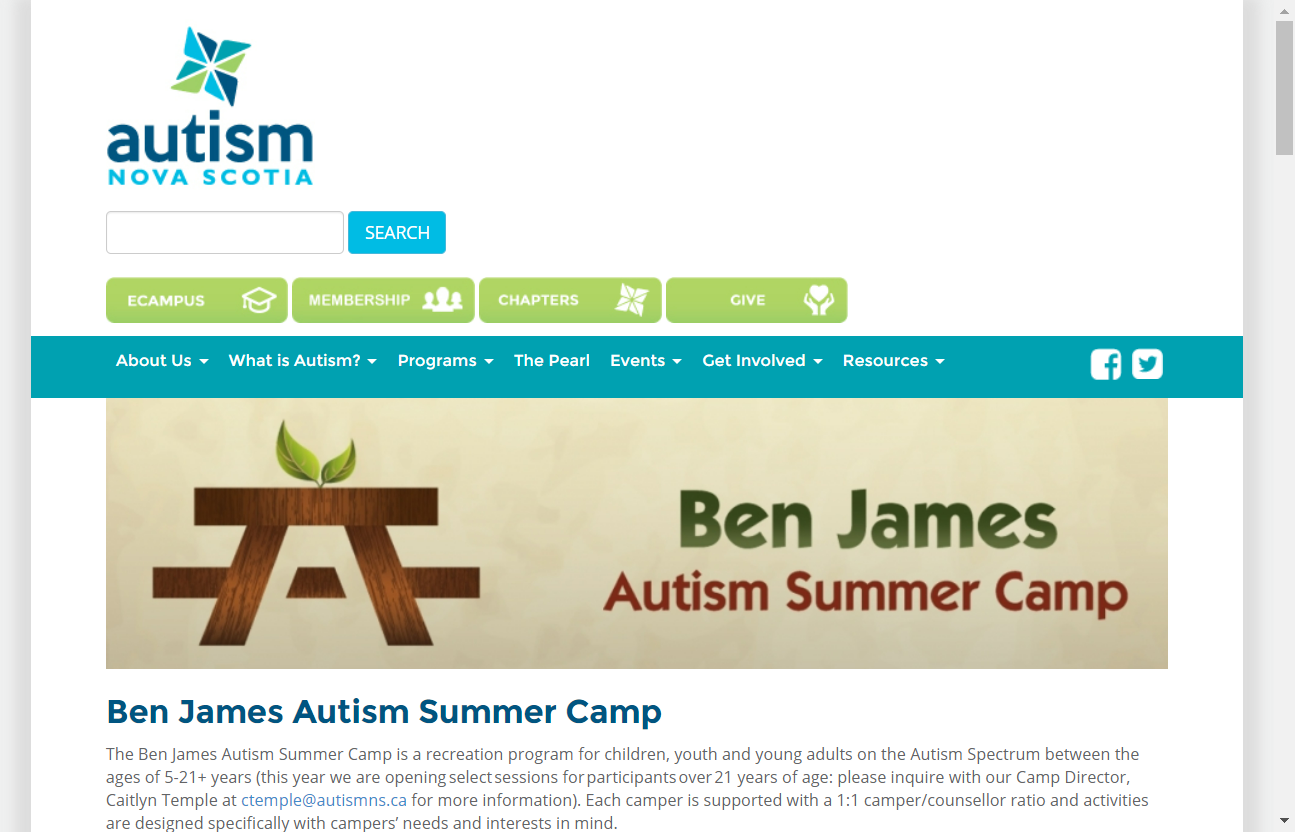 autism
NOVA SCOTIA
SEARCH
ECAMPUS
MEMBERSHIP
CHAPTERS
GIVE
About Us
What is Autism?
Programs
The Pearl
Events
Get Involved
Resources
Ben James
Autism Summer Camp
Ben James Autism Summer Camp
The Ben James Autism Summer Camp is a recreation program for children, youth and young adults on the Autism Spectrum between the
ages of 5-21+ years (this year we are opening select sessions for participants over 21 years of age: please inquire with our Camp Director,
Caitlyn Temple at ctemple@autismns.ca for more information). Each camper is supported with a 1:1 camper/counsellor ratio and activities
are designed specifically with campers’ needs and interests in mind.